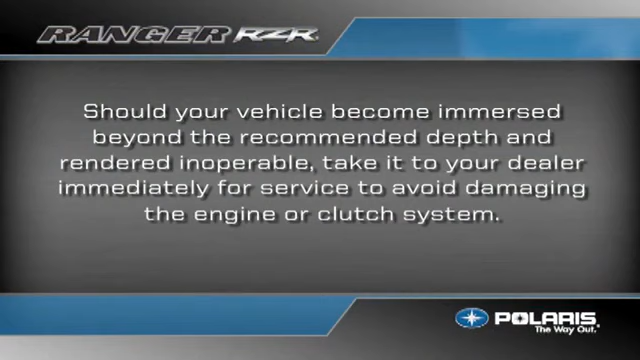 RANGER RZR
Should your vehicle become immersed
beyond the recommended depth and
rendered inoperable, take it to your dealer
immediately for service to avoid damaging
the engine or clutch system.
POLARIS
The Way Out.